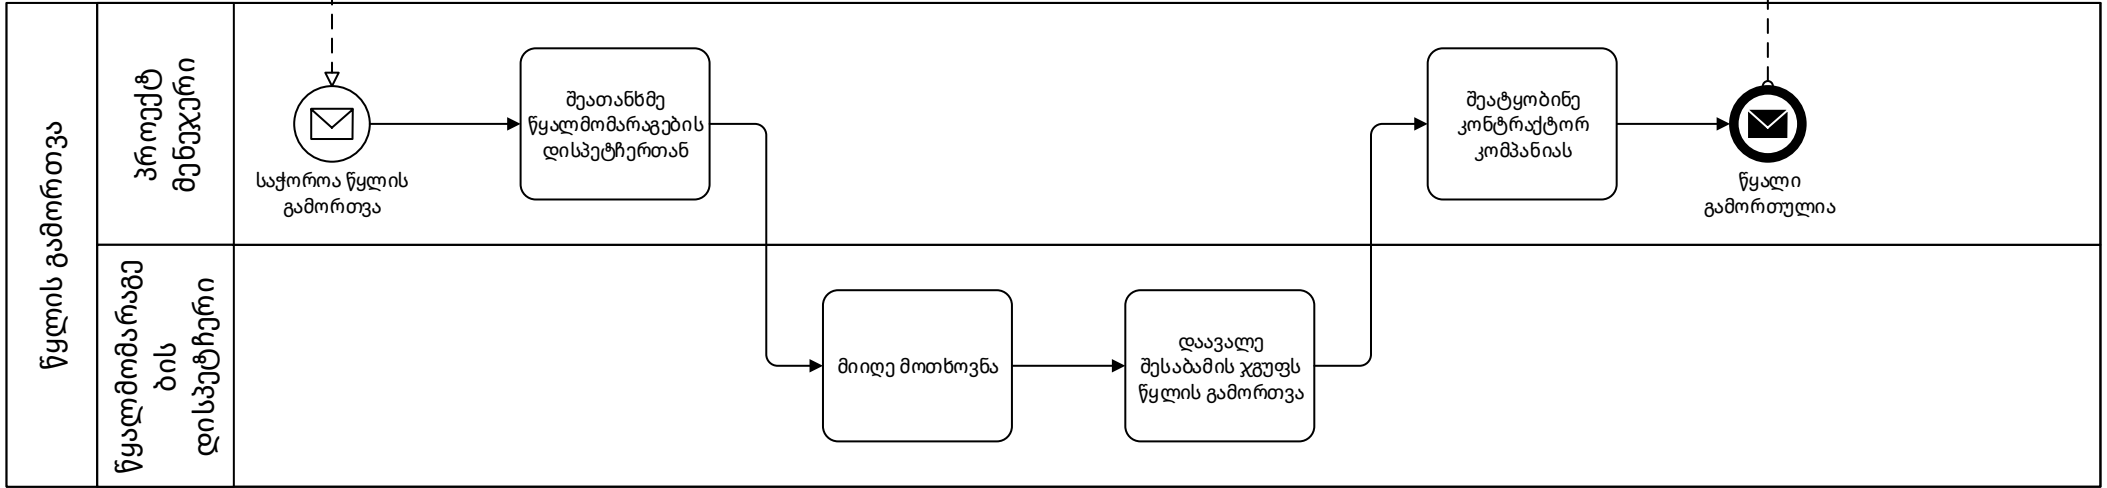 წყლის გამორთვა
პროექტ
მენეჯერი
საჭიროა წყლის
გამორთვა
შეათანხმე
წყალმომარაგების
დისპეტჩერთან
შეატყობინე
კონტრაქტორ
კომპანიას
წყალი
გამორთულია
წყალმომარაგე
ბის
დისპეტჩერი
მიიღე მოთხოვნა
დაავალე
შესაბამის ჯგუფს
წყლის გამორთვა